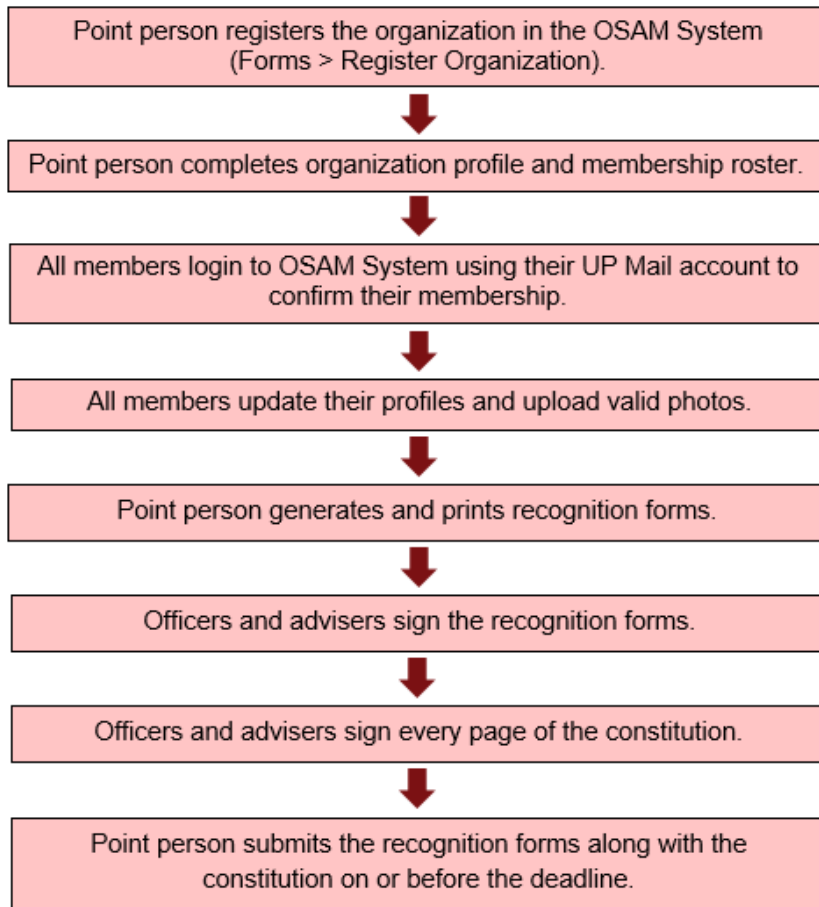 Point person registers the organization in the OSAM System
(Forms > Register Organization).
Point person completes organization profile and membership roster.
All members login to OSAM System using their UP Mail account to
confirm their membership.
All members update their profiles and upload valid photos.
Point person generates and prints recognition forms.
Officers and advisers sign the recognition forms.
Officers and advisers sign every page of the constitution.
Point person submits the recognition forms along with the
constitution on or before the deadline.